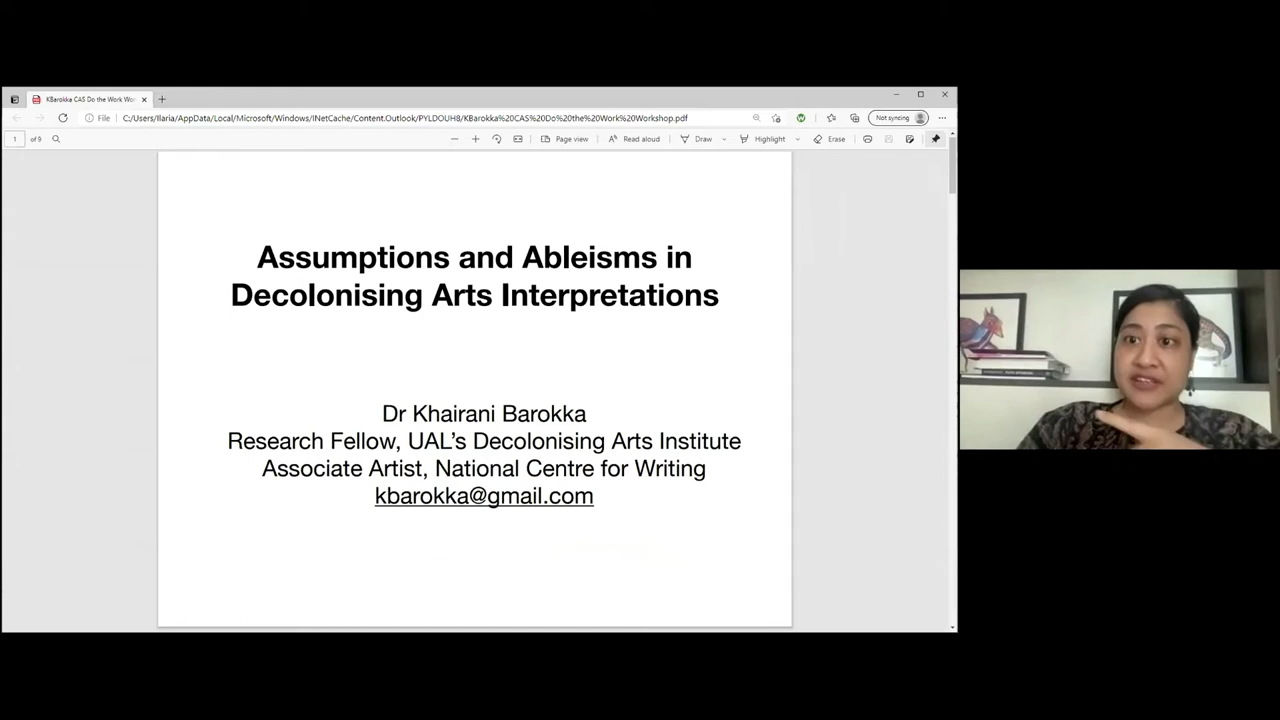 KBarokka CAS Do the Work Wor
File
C:/Users/Ilaria/AppData/Local/Microsoft/Windows/INetCache/Content.Outlook/PYLDOUH8/KBarokka%20CAS%20Do%20the%20Work%20Workshop.pdf
Not syncing
1 of 9
Page view
Read aloud
Draw
Highlight
Erase
Assumptions and Ableisms in
Decolonising Arts Interpretations
Dr Khairani Barokka
Research Fellow, UAL’s Decolonising Arts Institute
Associate Artist, National Centre for Writing
kbarokka@gmail.com